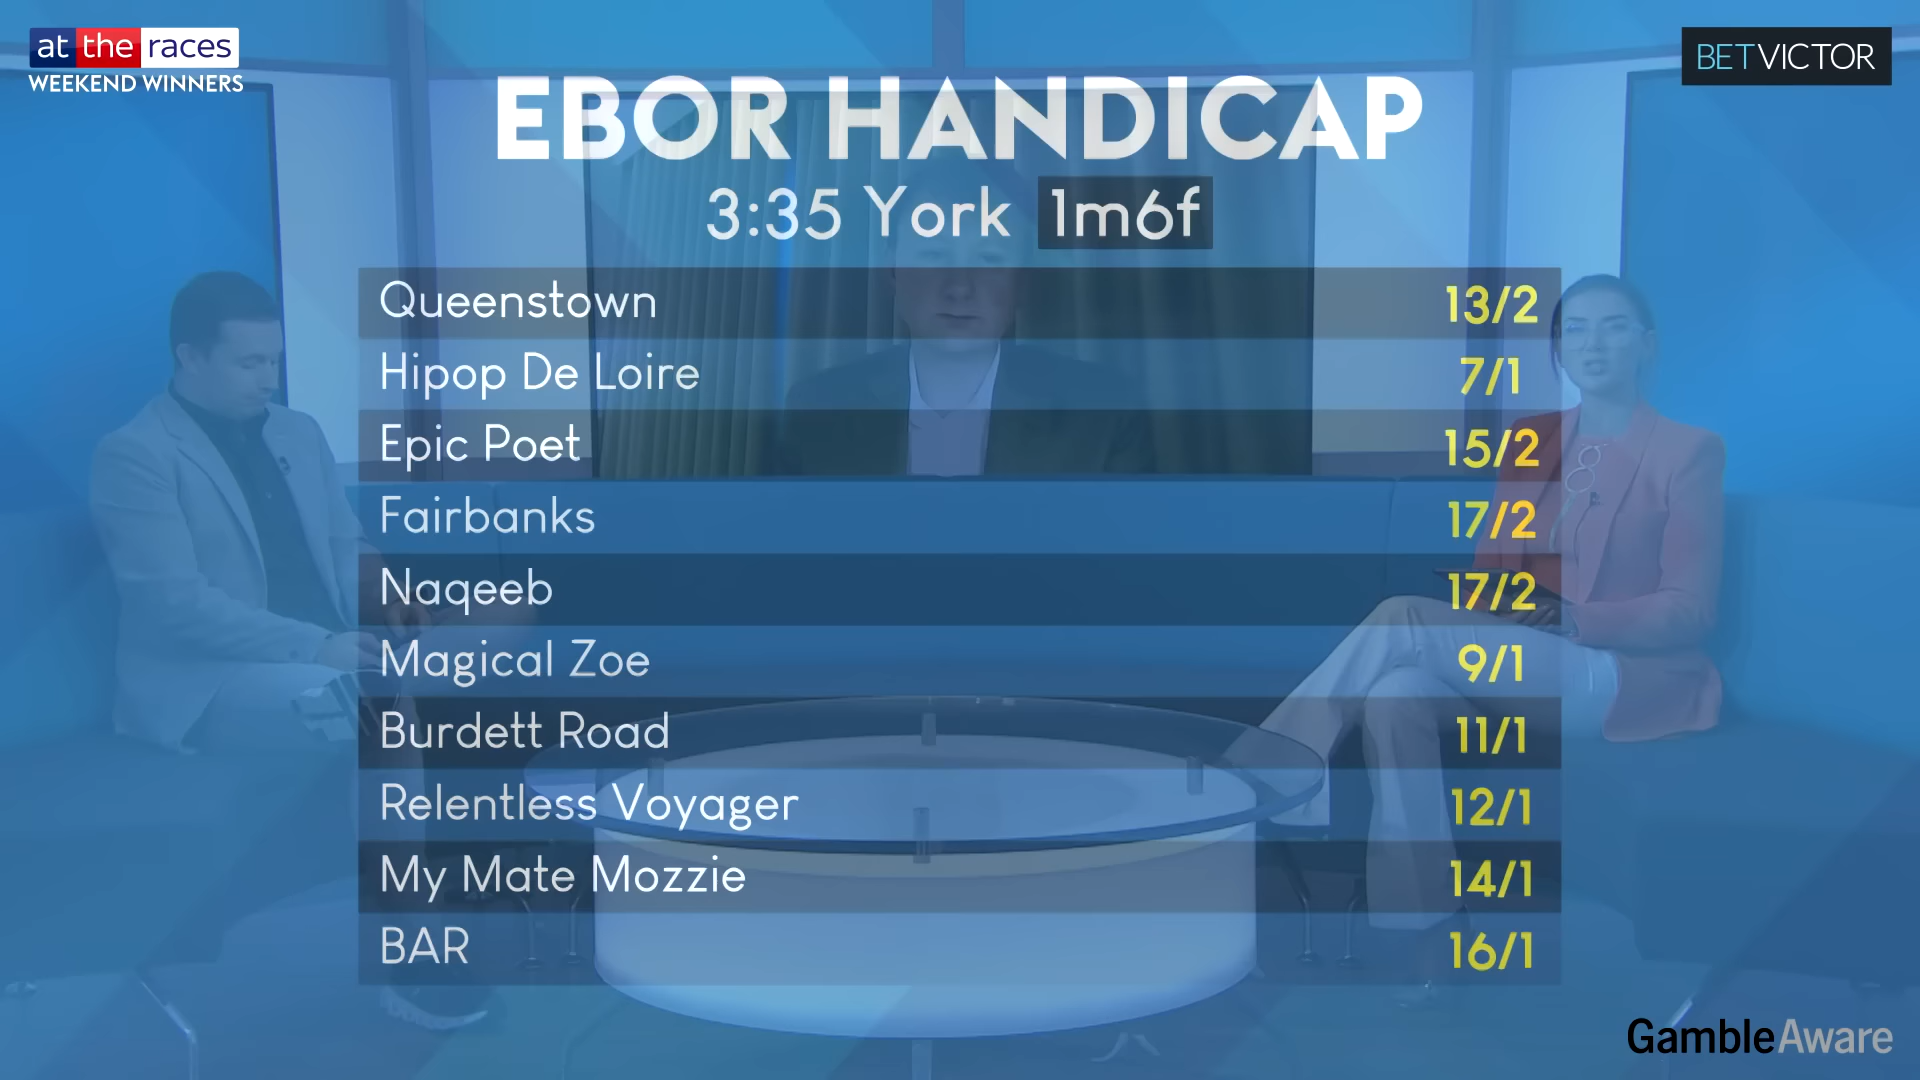 at the races
WEEKEND WINNERS
BETVICTOR
EBOR HANDICAP
3:35 York 1m6f
Queenstown 13/2
Hipop De Loire 7/1
Epic Poet 15/2
Fairbanks 17/2
Naqeeb 17/2
Magical Zoe 9/1
Burdett Road 11/1
Relentless Voyager 12/1
My Mate Mozzie 14/1
BAR 16/1
GambleAware